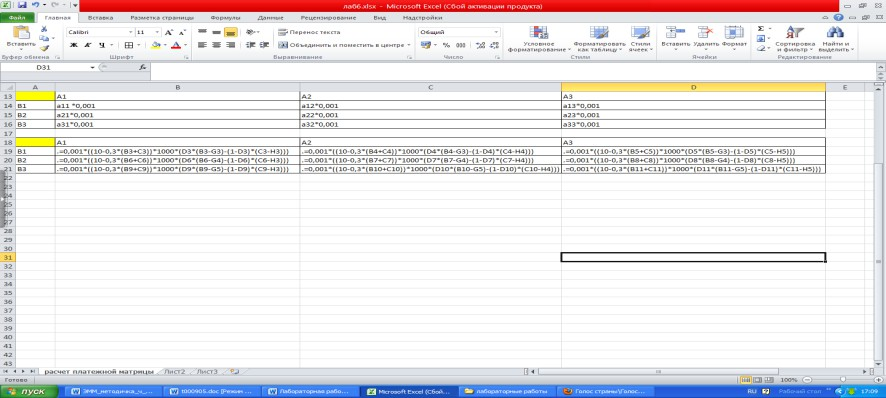 лаб6.xlsx - Microsoft Excel (Сбой активации продукта)
Файл Главная Вставка Разметка страницы Формулы Данные Рецензирование Вид Надстройки
Вставить
Calibri 11
Ж К Ч
Перенос текста
Объединить и поместить в центре
Общий
% 000
Условное форматирование
Форматировать как таблицу
Стили ячеек
Вставить Удалить Формат
Сортировка и фильтр
Найти и выделить
Буфер обмена Шрифт Выравнивание Число Стили Ячейки Редактирование
D31 fx
A B C D E F
13 A1 A2 A3
14 B1 a11 *0,001 a12*0,001 a13*0,001
15 B2 a21*0,001 a22*0,001 a23*0,001
16 B3 a31*0,001 a32*0,001 a33*0,001
17
18 A1 A2 A3
19 B1 .=0,001*((10-0,3*(B3+C3))*1000*(D3*(B3-G3)-(1-D3)*(C3-H3))) .=0,001*((10-0,3*(B4+C4))*1000*(D4*(B4-G3)-(1-D4)*(C4-H4))) .=0,001*((10-0,3*(B5+C5))*1000*(D5*(B5-G3)-(1-D5)*(C5-H5)))
20 B2 .=0,001*((10-0,3*(B6+C6))*1000*(D6*(B6-G4)-(1-D6)*(C6-H3))) .=0,001*((10-0,3*(B7+C7))*1000*(D7*(B7-G4)-(1-D7)*(C7-H4))) .=0,001*((10-0,3*(B8+C8))*1000*(D8*(B8-G4)-(1-D8)*(C8-H5)))
21 B3 .=0,001*((10-0,3*(B9+C9))*1000*(D9*(B9-G5)-(1-D9)*(C9-H3))) .=0,001*((10-0,3*(B10+C10))*1000*(D10*(B10-G5)-(1-D10)*(C10-H4))) .=0,001*((10-0,3*(B11+C11))*1000*(D11*(B11-G5)-(1-D11)*(C11-H5)))
22
23
24
25
26
27
28
29
30
31
32
33
34
35
36
37
38
39
40
41
42
43
расчет платежной матрицы Лист2 Лист3
Готово 100%
пуск ЭММ_методичка_ч_... t000905.doc [Режим ... Лабораторная рабо... Microsoft Excel (Сбой... лабораторные работы Голос страны\Голос... RU Рабочий стол 17:09